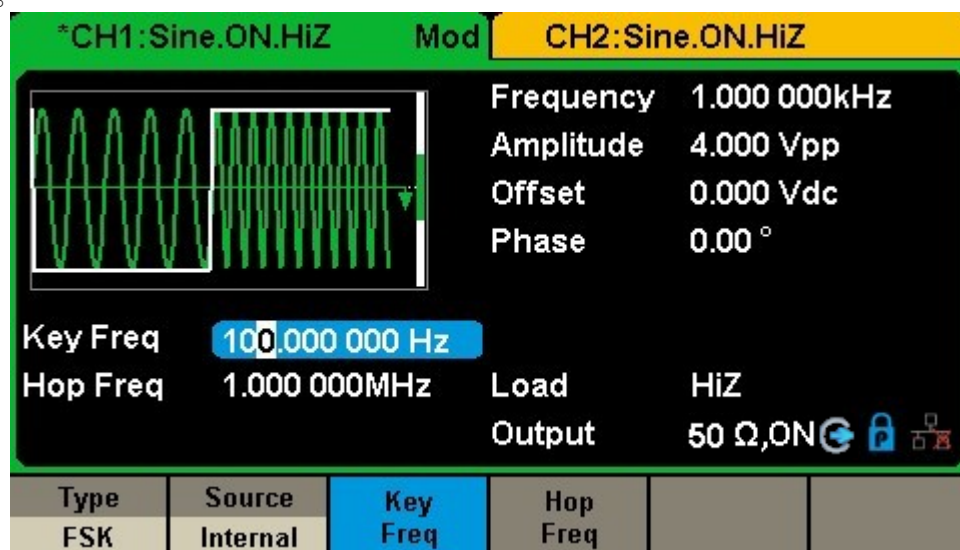 *CH1:Sine.ON.HiZ Mod CH2:Sine.ON.HiZ
Frequency 1.000 000kHz
Amplitude 4.000 Vpp
Offset 0.000 Vdc
Phase 0.00 °
Key Freq 100.000 000 Hz
Hop Freq 1.000 000MHz Load HiZ
Output 50 Ω,ON P
Type Source Key Hop
FSK Internal Freq Freq